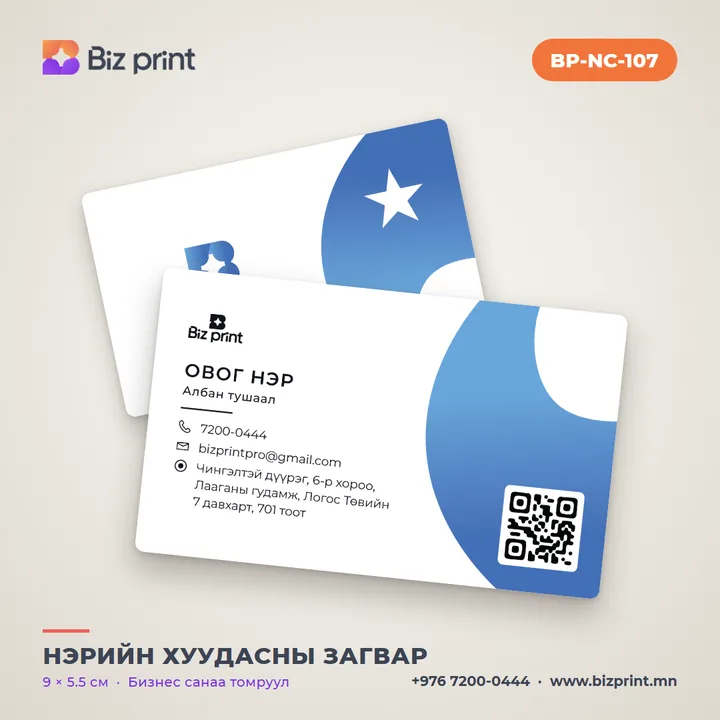 Biz print
BP-NC-107
Biz print
ОВОГ НЭР
Албан тушаал
7200-0444
bizprintpro@gmail.com
Чингэлтэй дүүрэг, 6-р хороо,
Лааганы гудамж, Логос Төвийн
7 давхарт, 701 тоот
НЭРИЙН ХУУДАСНЫ ЗАГВАР
9 × 5.5 см · Бизнес санаа томруул
+976 7200-0444 · www.bizprint.mn